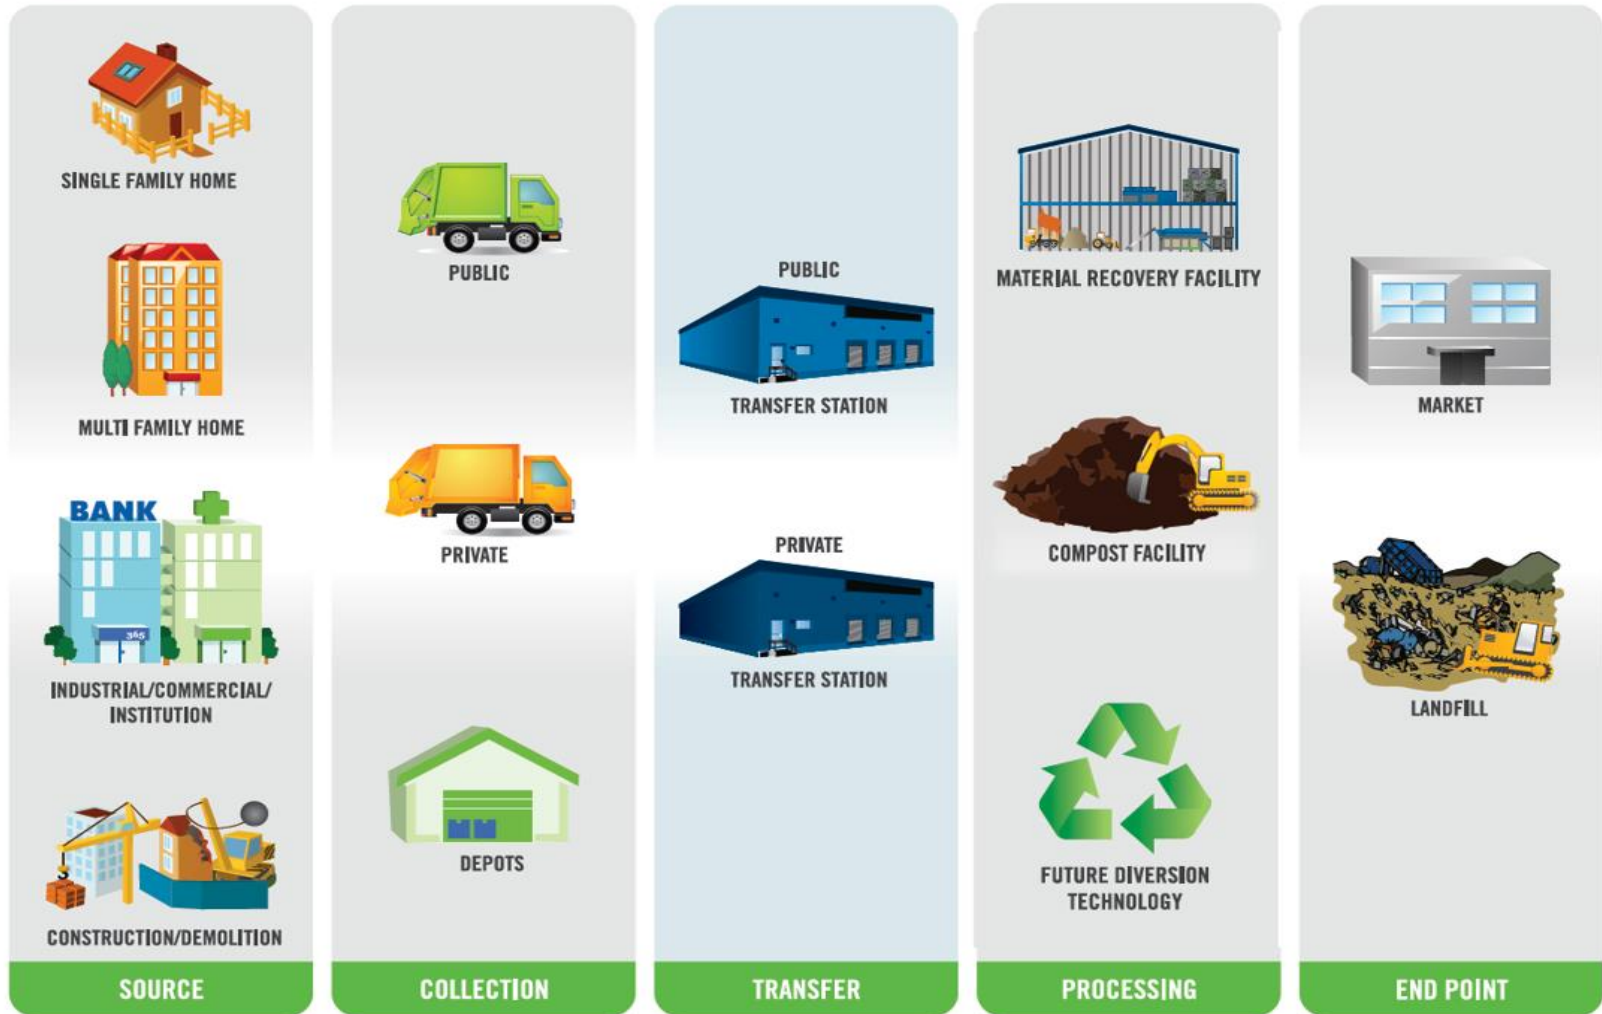 SINGLE FAMILY HOME
MULTI FAMILY HOME
BANK
365
INDUSTRIAL/COMMERCIAL/
INSTITUTION
CONSTRUCTION/DEMOLITION
SOURCE
PUBLIC
PRIVATE
DEPOTS
COLLECTION
PUBLIC
TRANSFER STATION
PRIVATE
TRANSFER STATION
TRANSFER
MATERIAL RECOVERY FACILITY
COMPOST FACILITY
FUTURE DIVERSION
TECHNOLOGY
PROCESSING
MARKET
LANDFILL
END POINT